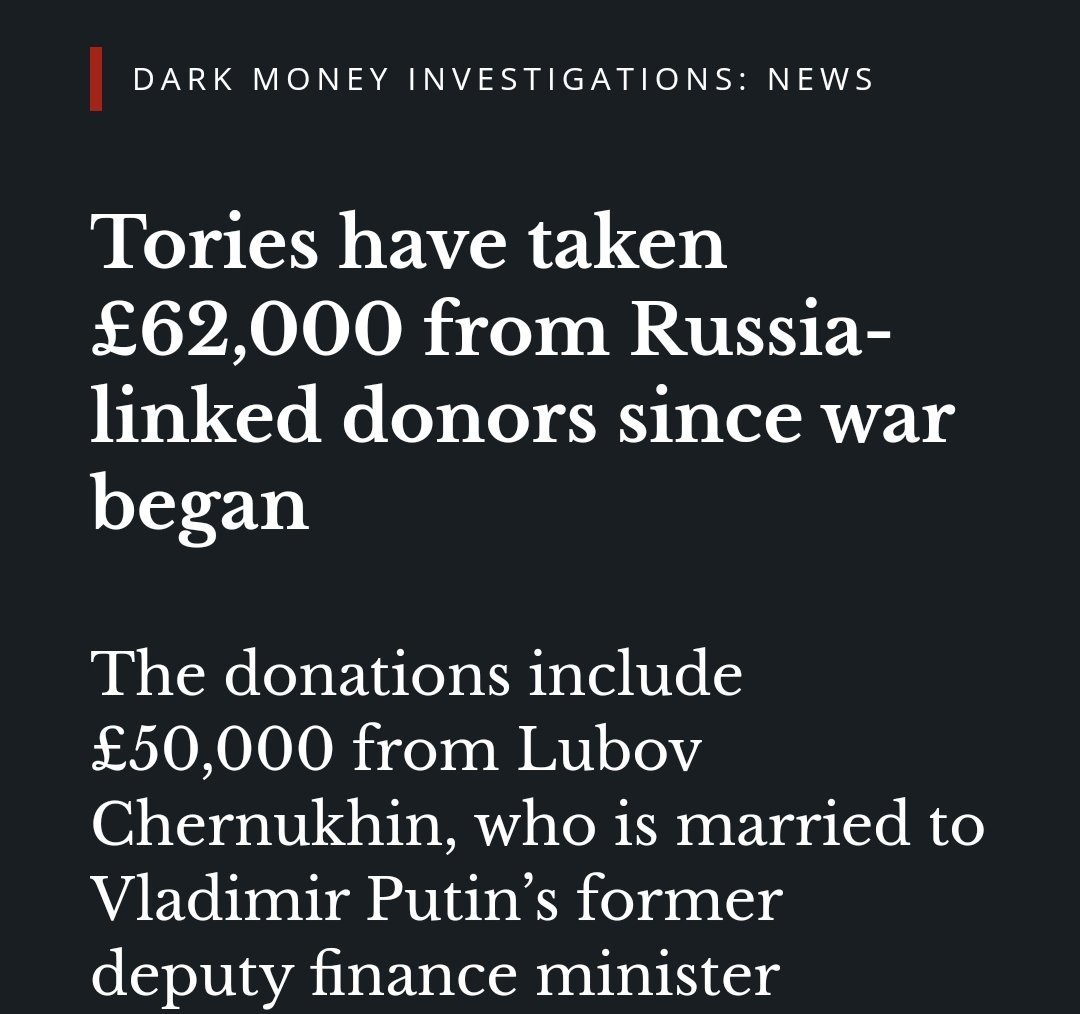 DARK MONEY INVESTIGATIONS: NEWS
Tories have taken
£62,000 from Russia-
linked donors since war
began
The donations include
£50,000 from Lubov
Chernukhin, who is married to
Vladimir Putin’s former
deputy finance minister